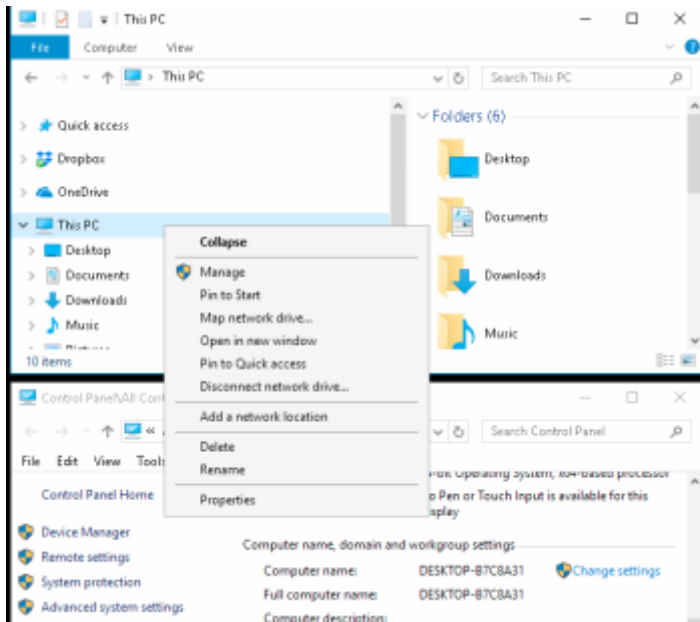 This PC
File Computer View
This PC
Search This PC
Quick access
Dropbox
OneDrive
This PC
Desktop
Documents
Downloads
Music
10 items
Folders (6)
Desktop
Documents
Downloads
Music
Collapse
Manage
Pin to Start
Map network drive...
Open in new window
Pin to Quick access
Disconnect network drive...
Add a network location
Delete
Rename
Properties
Control Panel\All Cont
Search Control Panel
File Edit View Tools
Control Panel Home
Device Manager
Remote settings
System protection
Advanced system settings
Operating System, x64-based processor
o Pen or Touch Input is available for this
splay
Computer name, domain and workgroup settings
Computer name: DESKTOP-B7C8A31 Change settings
Full computer name: DESKTOP-B7C8A31
Computer description: